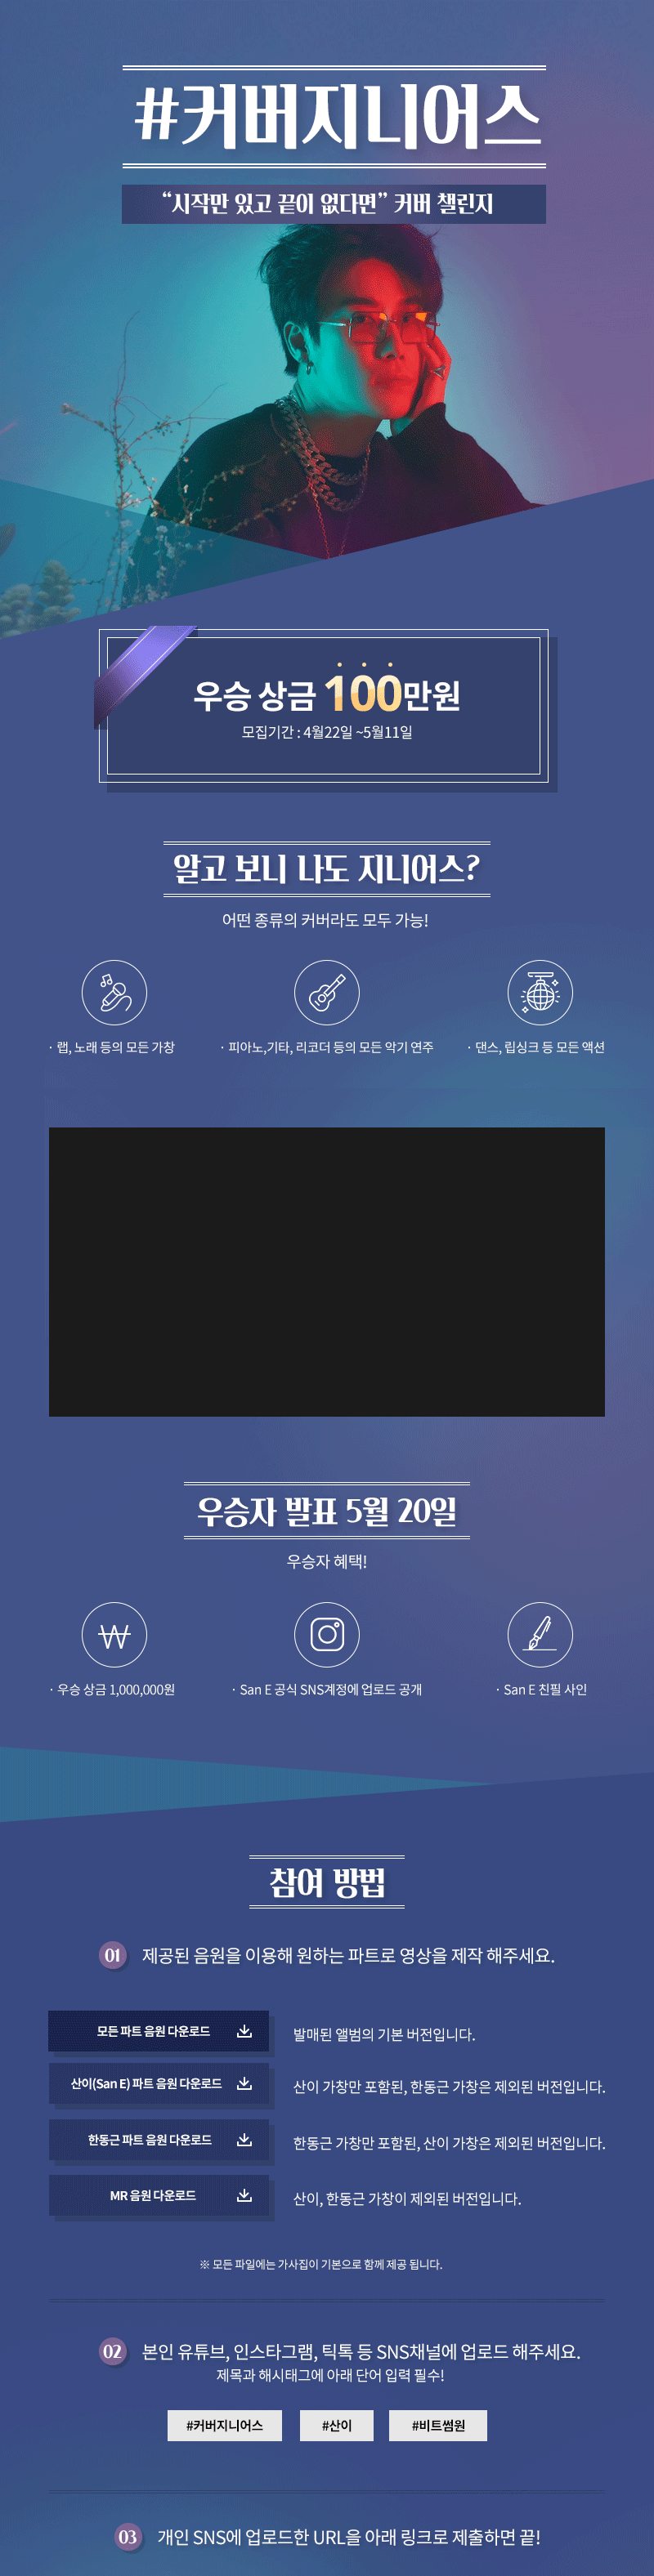 #커버지니어스
“시작만 있고 끝이 없다면” 커버 챌린지
우승 상금 100만원
모집기간 : 4월22일 ~5월11일
알고 보니 나도 지니어스?
어떤 종류의 커버라도 모두 가능!
· 랩, 노래 등의 모든 가창
· 피아노,기타, 리코더 등의 모든 악기 연주
· 댄스, 립싱크 등 모든 액션
우승자 발표 5월 20일
우승자 혜택!
· 우승 상금 1,000,000원
· San E 공식 SNS계정에 업로드 공개
· San E 친필 사인
참여 방법
01 제공된 음원을 이용해 원하는 파트로 영상을 제작 해주세요.
모든 파트 음원 다운로드
발매된 앨범의 기본 버전입니다.
산이(San E) 파트 음원 다운로드
산이 가창만 포함된, 한동근 가창은 제외된 버전입니다.
한동근 파트 음원 다운로드
한동근 가창만 포함된, 산이 가창은 제외된 버전입니다.
MR 음원 다운로드
산이, 한동근 가창이 제외된 버전입니다.
※ 모든 파일에는 가사집이 기본으로 함께 제공 됩니다.
02 본인 유튜브, 인스타그램, 틱톡 등 SNS채널에 업로드 해주세요.
제목과 해시태그에 아래 단어 입력 필수!
#커버지니어스
#산이
#비트썸원
03 개인 SNS에 업로드한 URL을 아래 링크로 제출하면 끝!